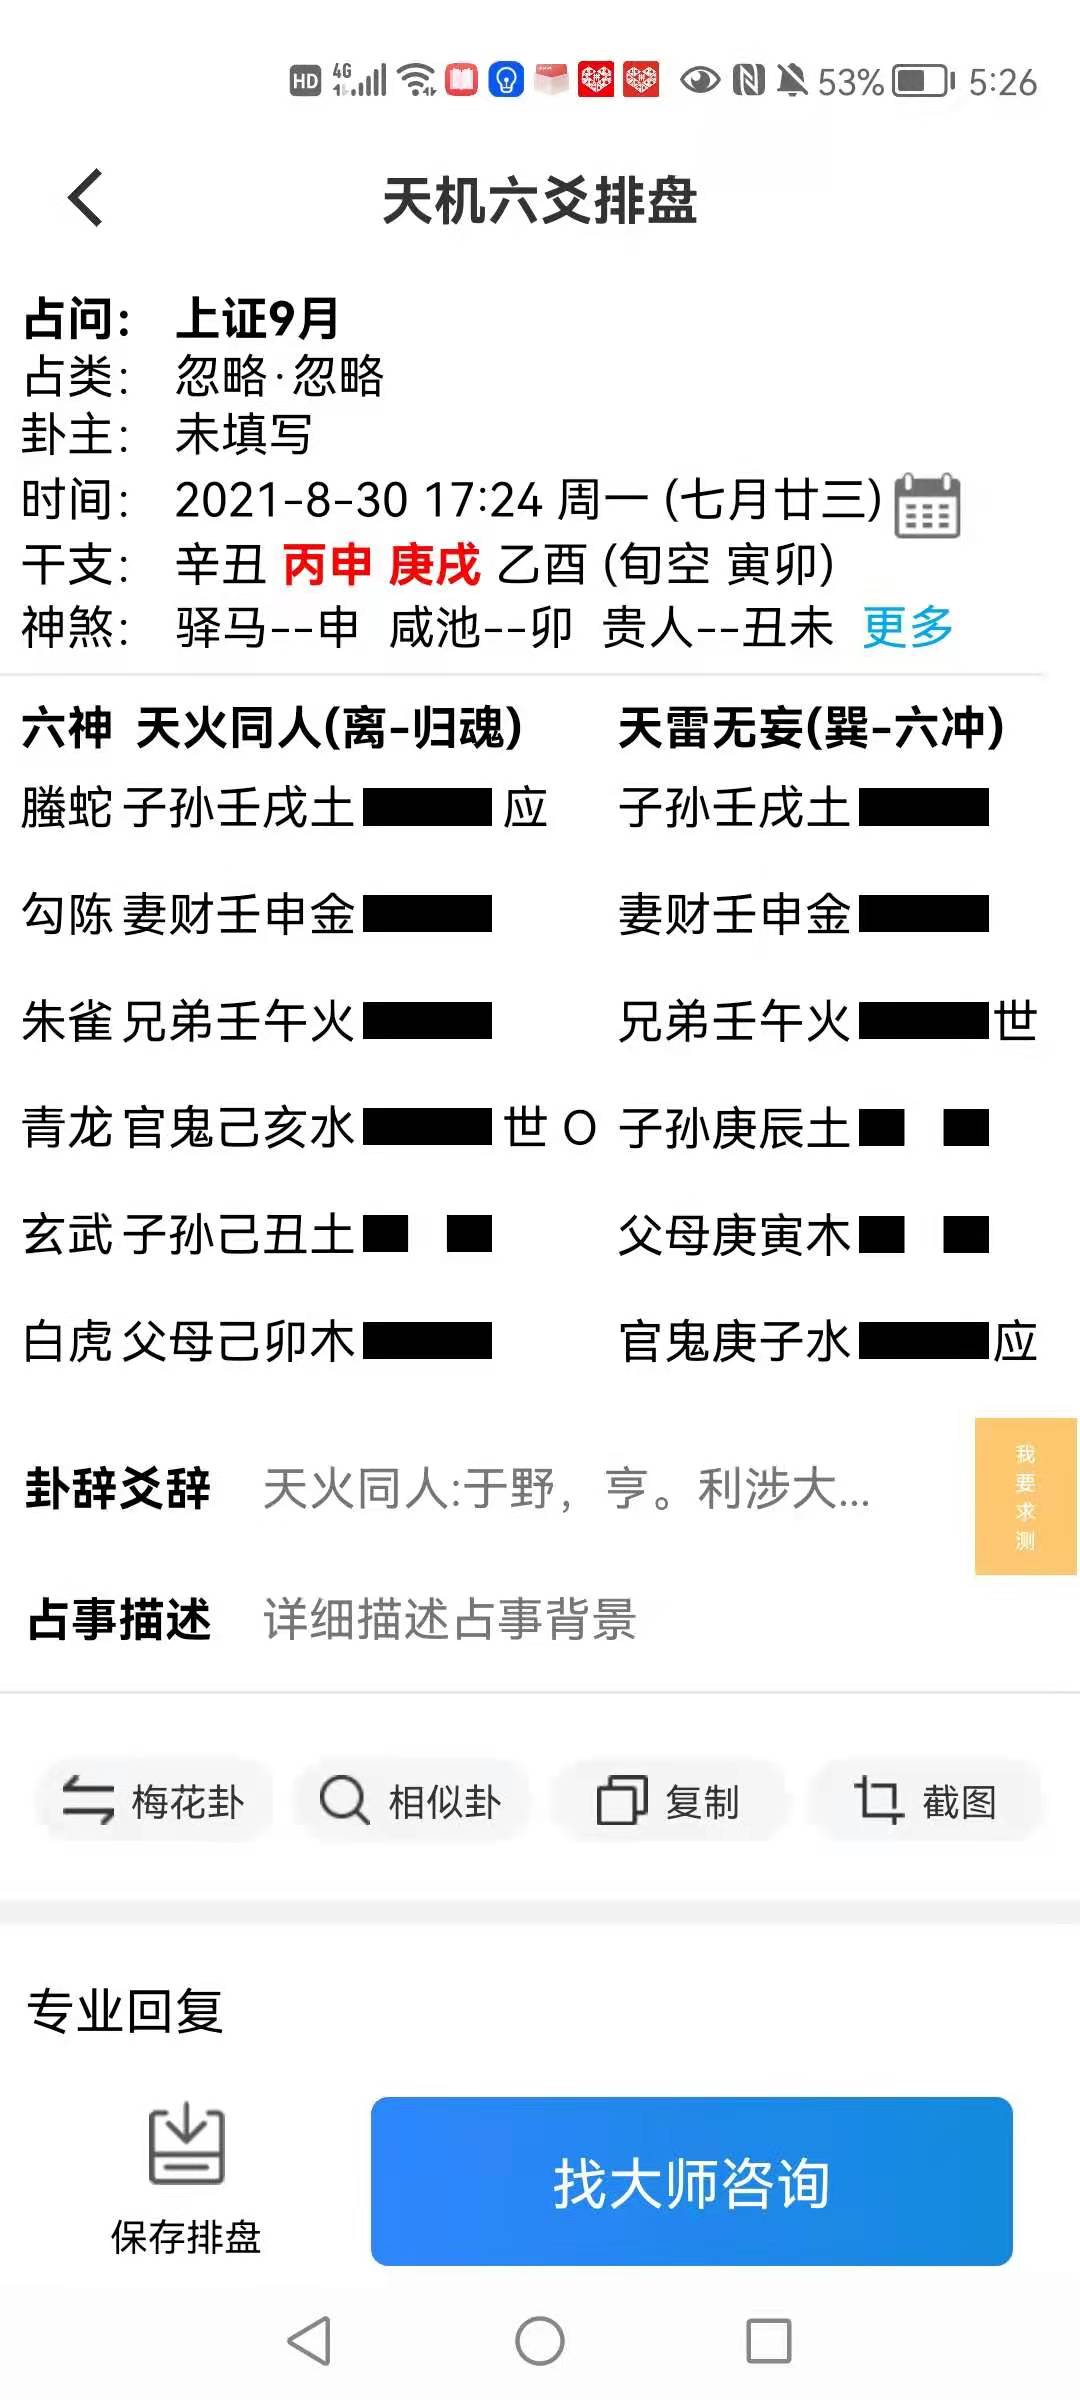 HD 4G 53% 5:26
天机六爻排盘
占问： 上证9月
占类： 忽略·忽略
卦主： 未填写
时间： 2021-8-30 17:24 周一 (七月廿三)
干支： 辛丑 丙申 庚戌 乙酉 (旬空 寅卯)
神煞： 驿马--申 咸池--卯 贵人--丑未 更多
六神 天火同人(离-归魂) 天雷无妄(巽-六冲)
螣蛇 子孙壬戌土 应 子孙壬戌土
勾陈 妻财壬申金 妻财壬申金
朱雀 兄弟壬午火 兄弟壬午火 世
青龙 官鬼己亥水 世 O 子孙庚辰土
玄武 子孙己丑土 父母庚寅木
白虎 父母己卯木 官鬼庚子水 应
卦辞爻辞 天火同人:于野，亨。利涉大...
我要求测
占事描述 详细描述占事背景
梅花卦 相似卦 复制 截图
专业回复
保存排盘 找大师咨询